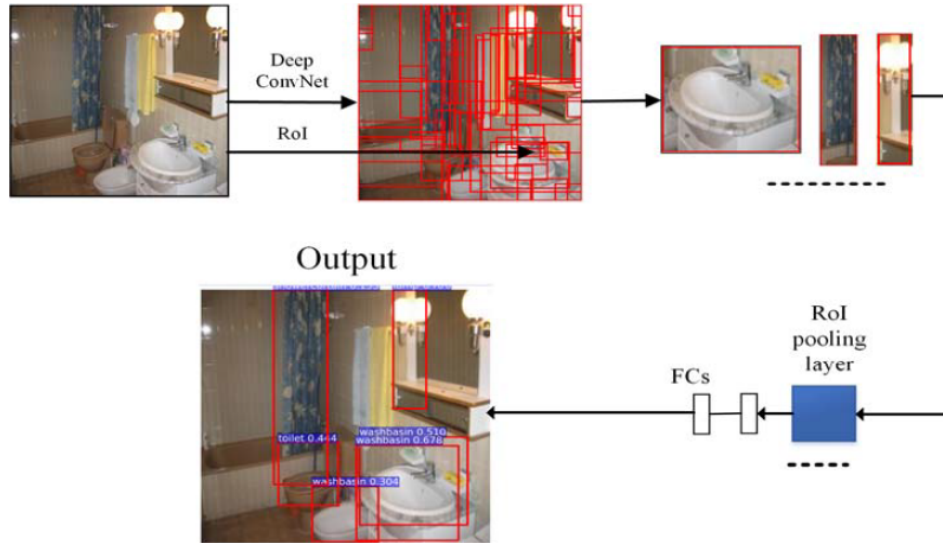 Deep
ConvNet
RoI
Output
RoI
pooling
layer
FCs
toilet 0.444
washbasin 0.510
washbasin 0.678
washbasin 0.304